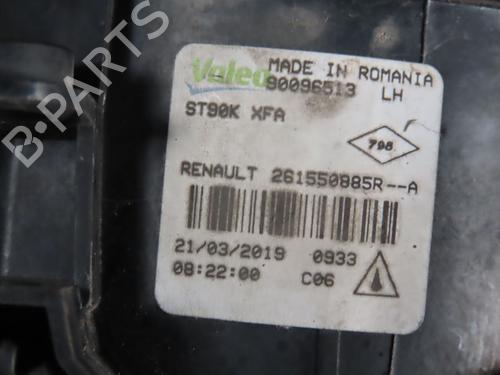 Valeo MADE IN ROMANIA
90096513 LH
ST90K XFA
798
RENAULT 261550885R--A
21/03/2019 0933
08:22:00 C06
B-PARTS